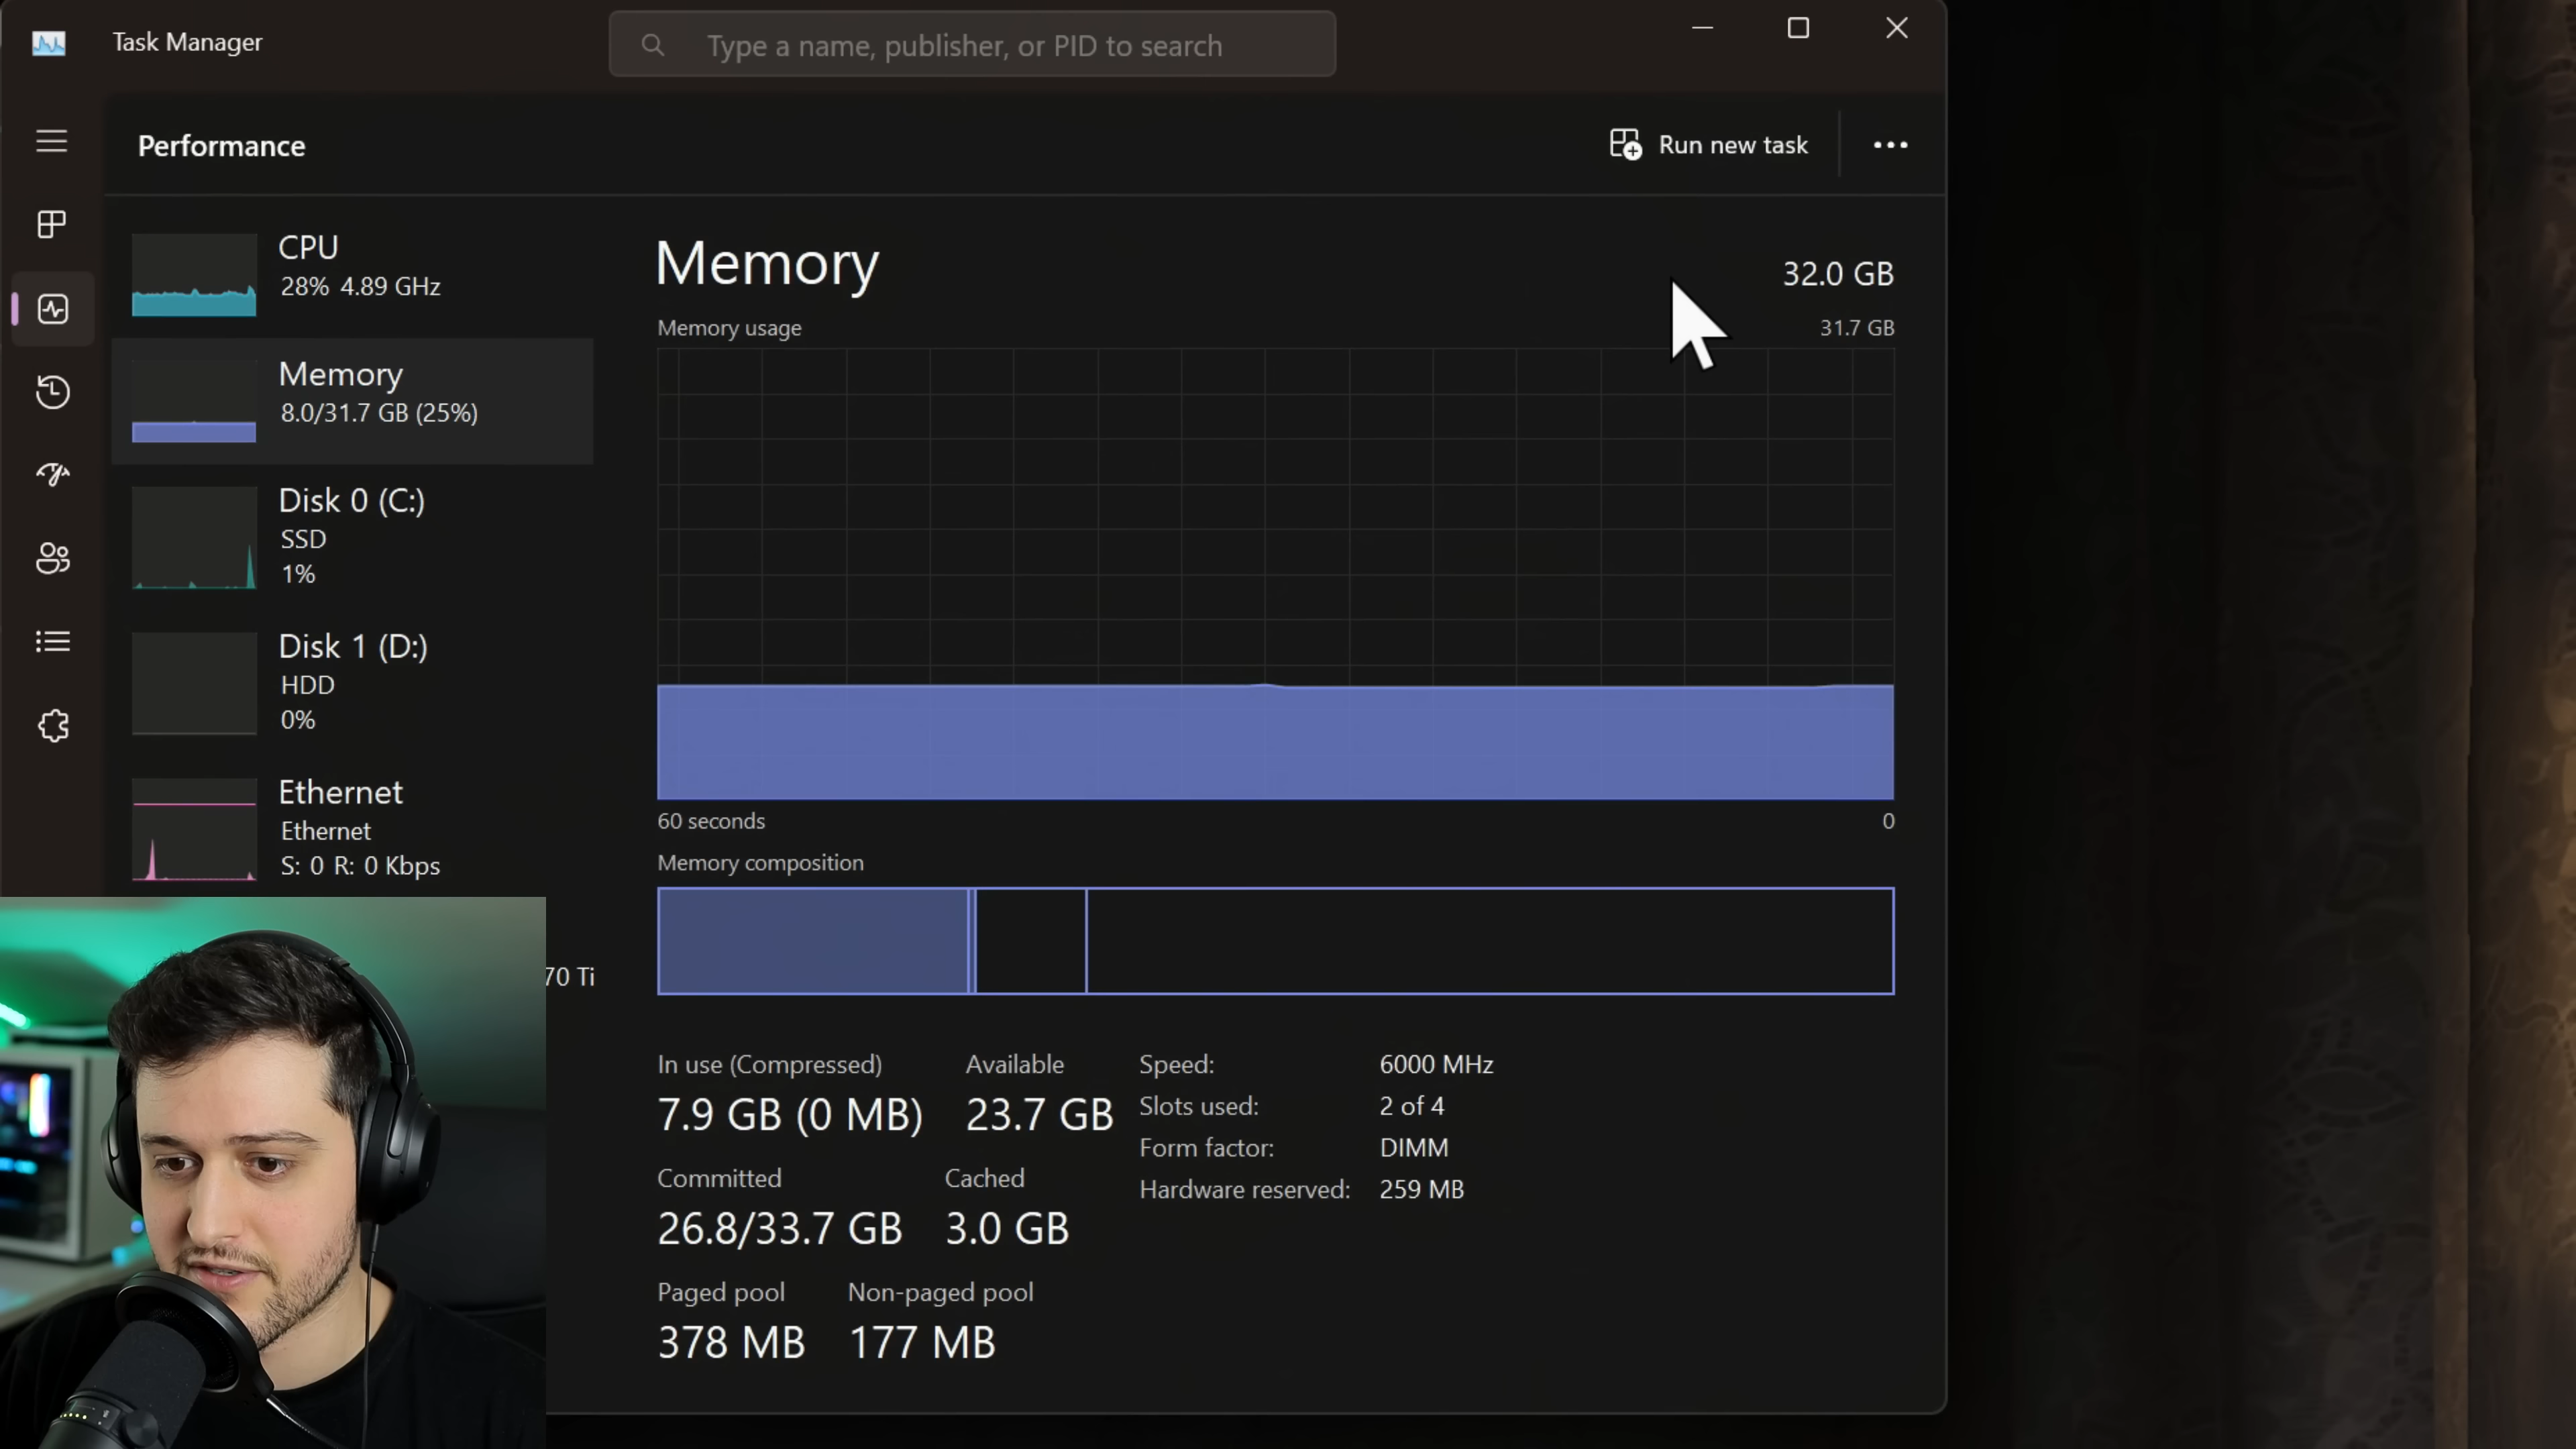 Task Manager
Type a name, publisher, or PID to search
Performance
Run new task
CPU
28% 4.89 GHz
Memory
8.0/31.7 GB (25%)
Disk 0 (C:)
SSD
1%
Disk 1 (D:)
HDD
0%
Ethernet
Ethernet
S: 0 R: 0 Kbps
70 Ti
Memory
32.0 GB
Memory usage
31.7 GB
60 seconds
0
Memory composition
In use (Compressed)
7.9 GB (0 MB)
Available
23.7 GB
Committed
26.8/33.7 GB
Cached
3.0 GB
Paged pool
378 MB
Non-paged pool
177 MB
Speed: 6000 MHz
Slots used: 2 of 4
Form factor: DIMM
Hardware reserved: 259 MB